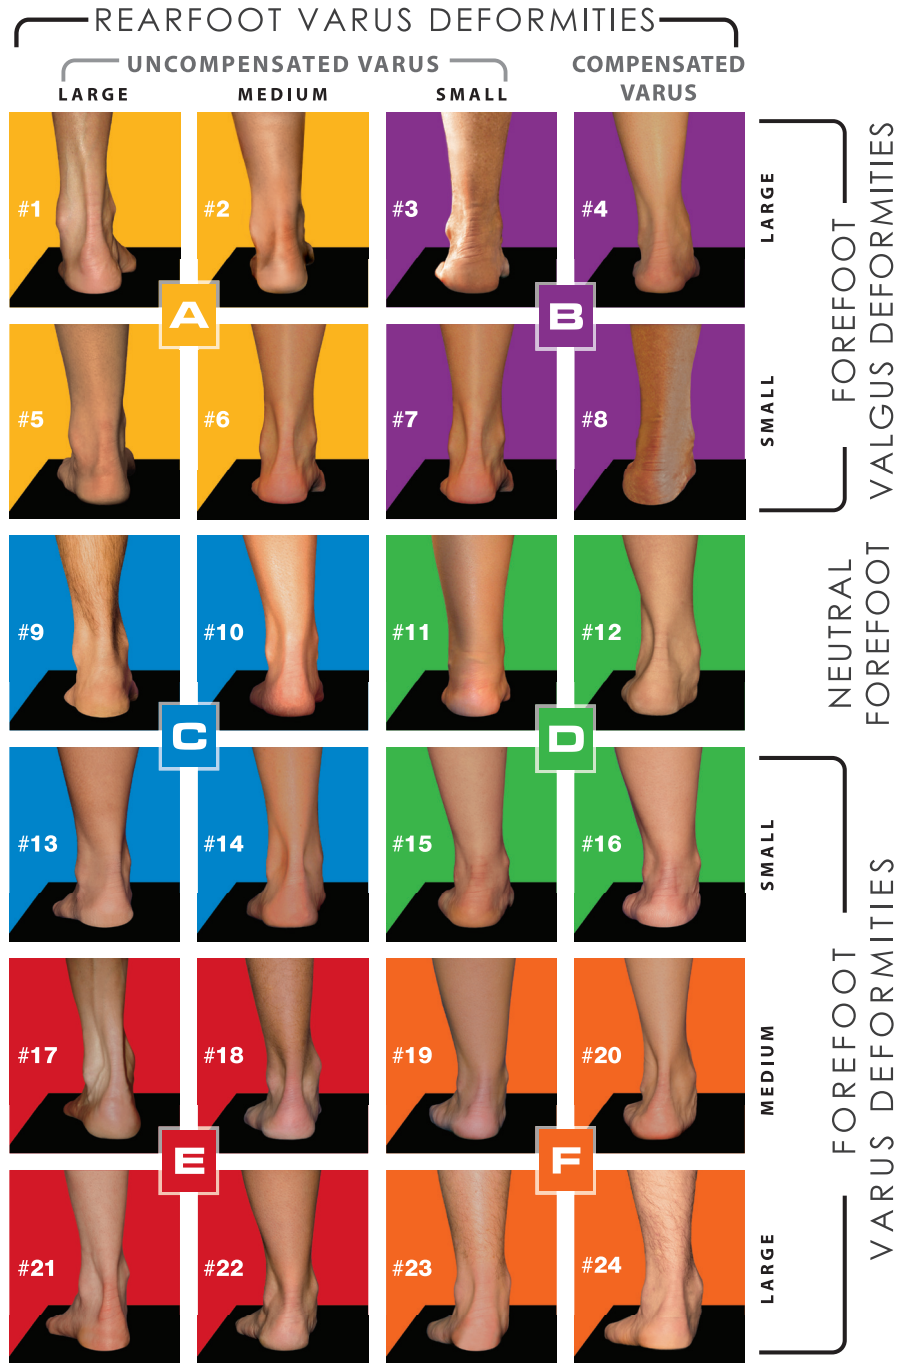 REARFOOT VARUS DEFORMITIES
UNCOMPENSATED VARUS
COMPENSATED
VARUS
LARGE
MEDIUM
SMALL
#1
#2
#3
#4
LARGE
A
B
#5
#6
#7
#8
SMALL
FOREFOOT
VALGUS DEFORMITIES
#9
#10
#11
#12
NEUTRAL
FOREFOOT
C
D
#13
#14
#15
#16
SMALL
#17
#18
#19
#20
MEDIUM
FOREFOOT
VARUS DEFORMITIES
E
F
#21
#22
#23
#24
LARGE